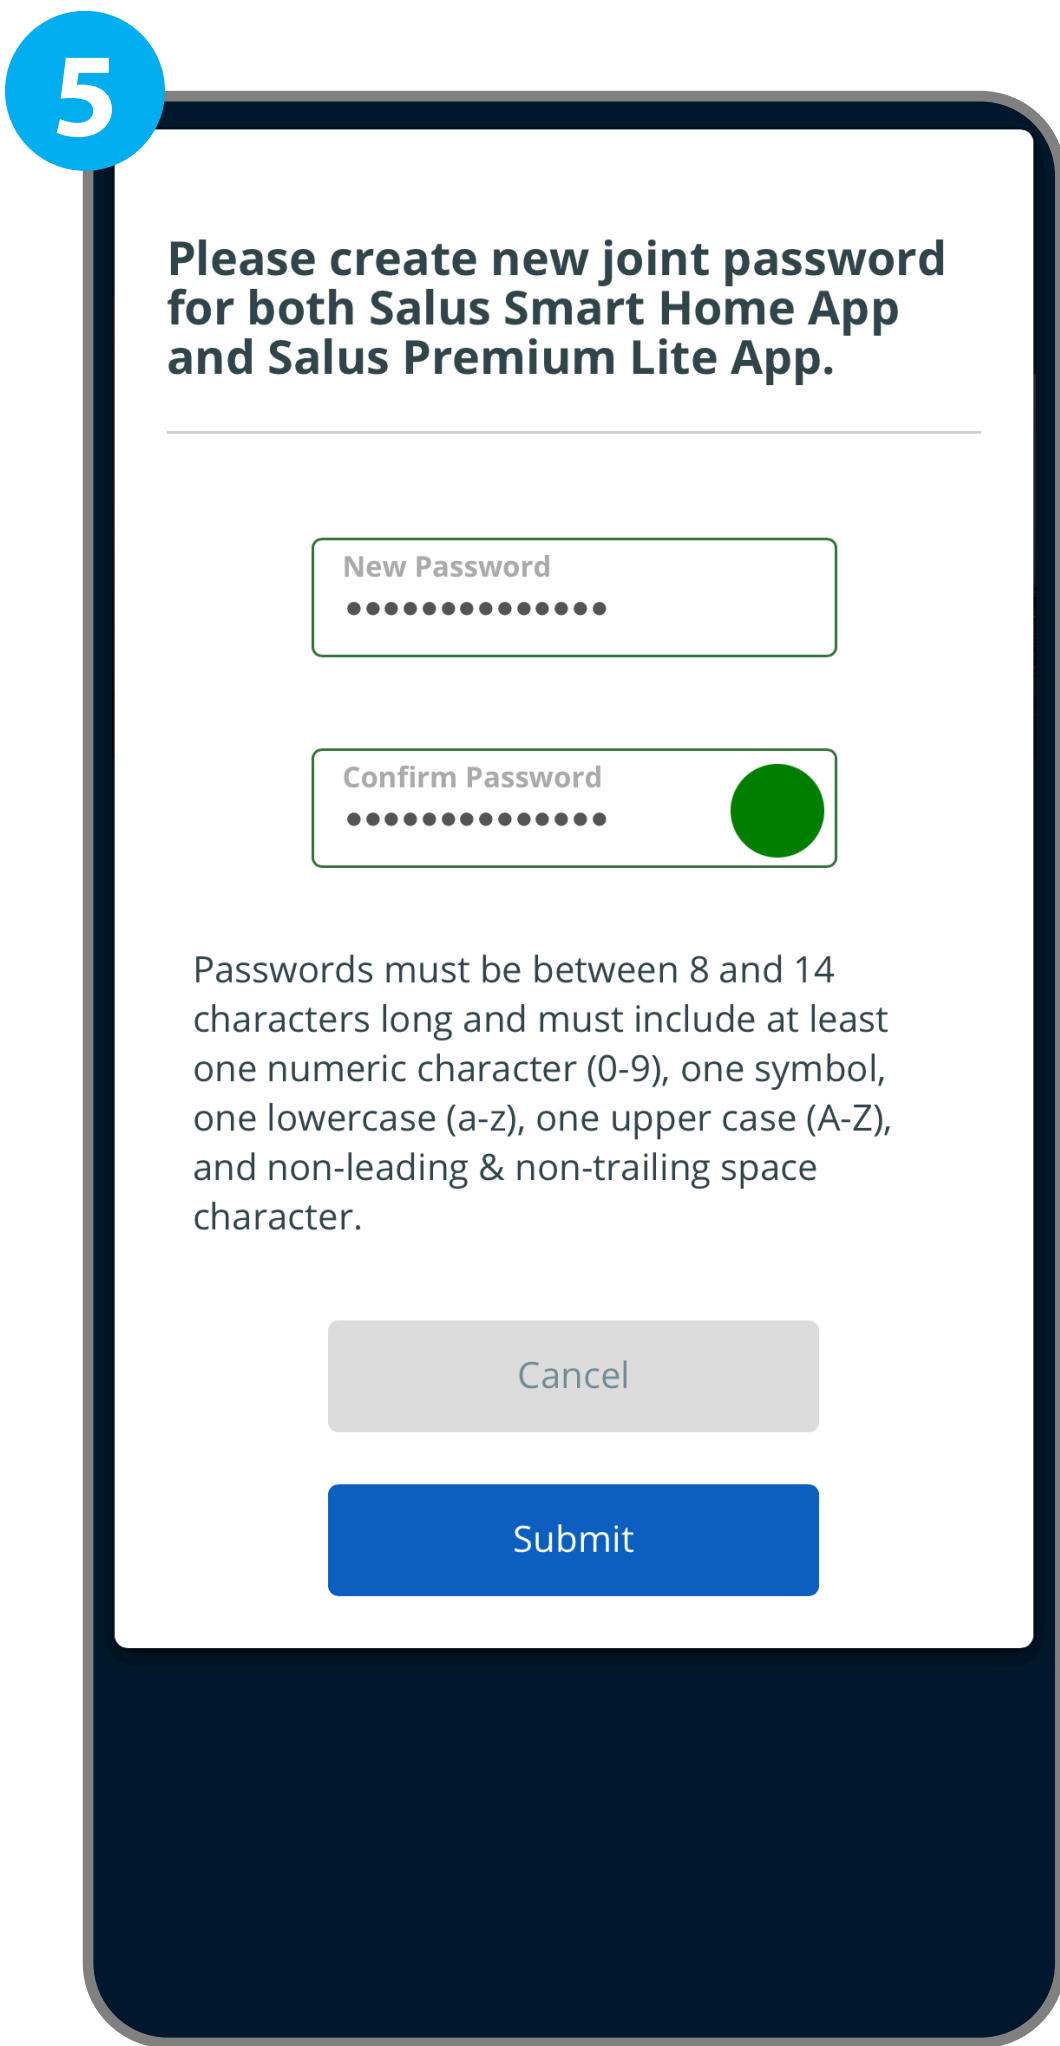 5
Please create new joint password
for both Salus Smart Home App
and Salus Premium Lite App.
New Password
••••••••••••••
Confirm Password
••••••••••••••
Passwords must be between 8 and 14
characters long and must include at least
one numeric character (0-9), one symbol,
one lowercase (a-z), one upper case (A-Z),
and non-leading & non-trailing space
character.
Cancel
Submit